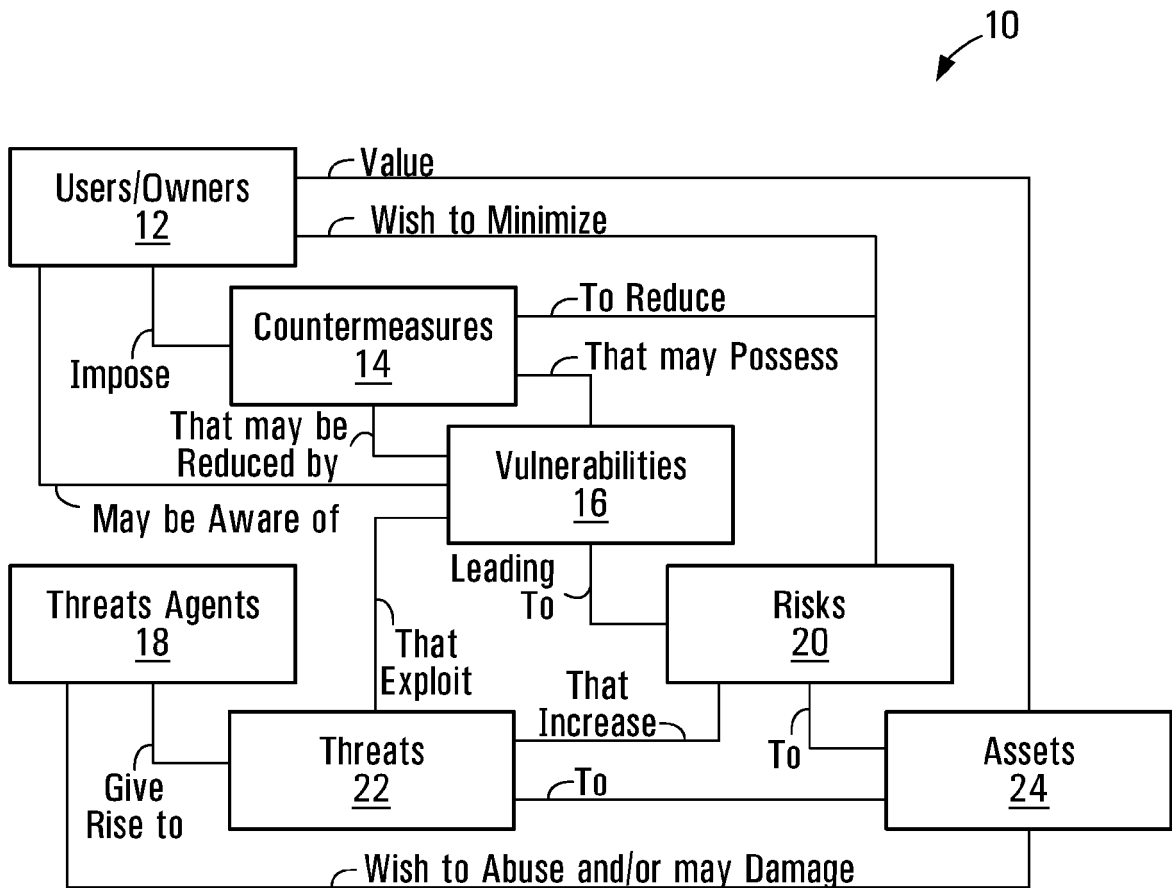 10
Users/Owners
12
Value
Wish to Minimize
Countermeasures
14
To Reduce
Impose
That may Possess
That may be
Reduced by
Vulnerabilities
16
May be Aware of
Leading
To
Threats Agents
18
Risks
20
That
Exploit
That
Increase
To
Threats
22
Assets
24
Give
Rise to
To
Wish to Abuse and/or may Damage